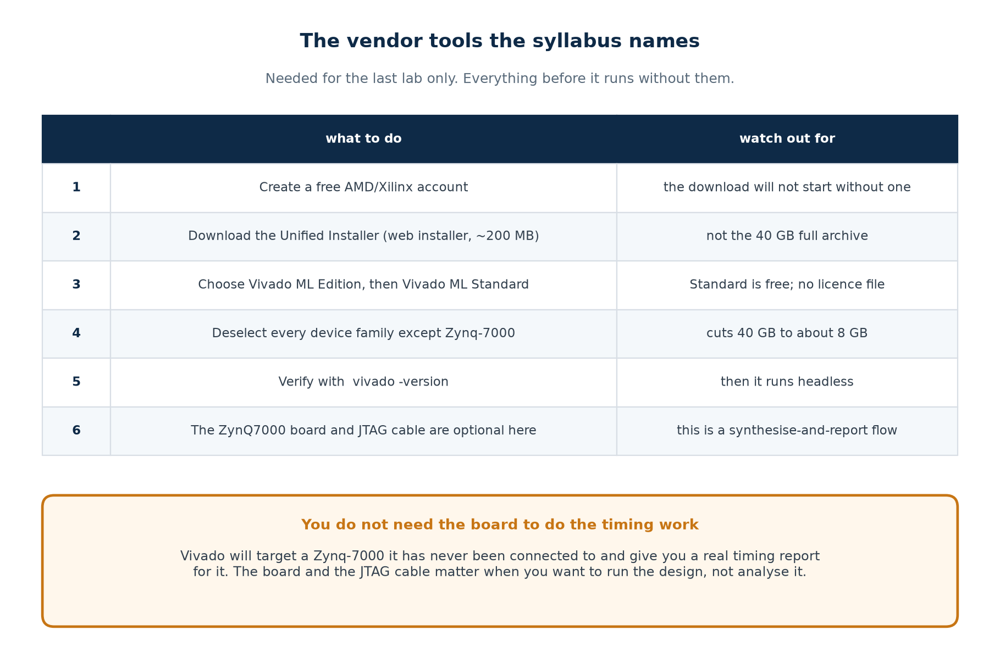 The vendor tools the syllabus names
Needed for the last lab only. Everything before it runs without them.
what to do watch out for
1 Create a free AMD/Xilinx account the download will not start without one
2 Download the Unified Installer (web installer, ~200 MB) not the 40 GB full archive
3 Choose Vivado ML Edition, then Vivado ML Standard Standard is free; no licence file
4 Deselect every device family except Zynq-7000 cuts 40 GB to about 8 GB
5 Verify with  vivado -version then it runs headless
6 The ZynQ7000 board and JTAG cable are optional here this is a synthesise-and-report flow
You do not need the board to do the timing work
Vivado will target a Zynq-7000 it has never been connected to and give you a real timing report
for it. The board and the JTAG cable matter when you want to run the design, not analyse it.